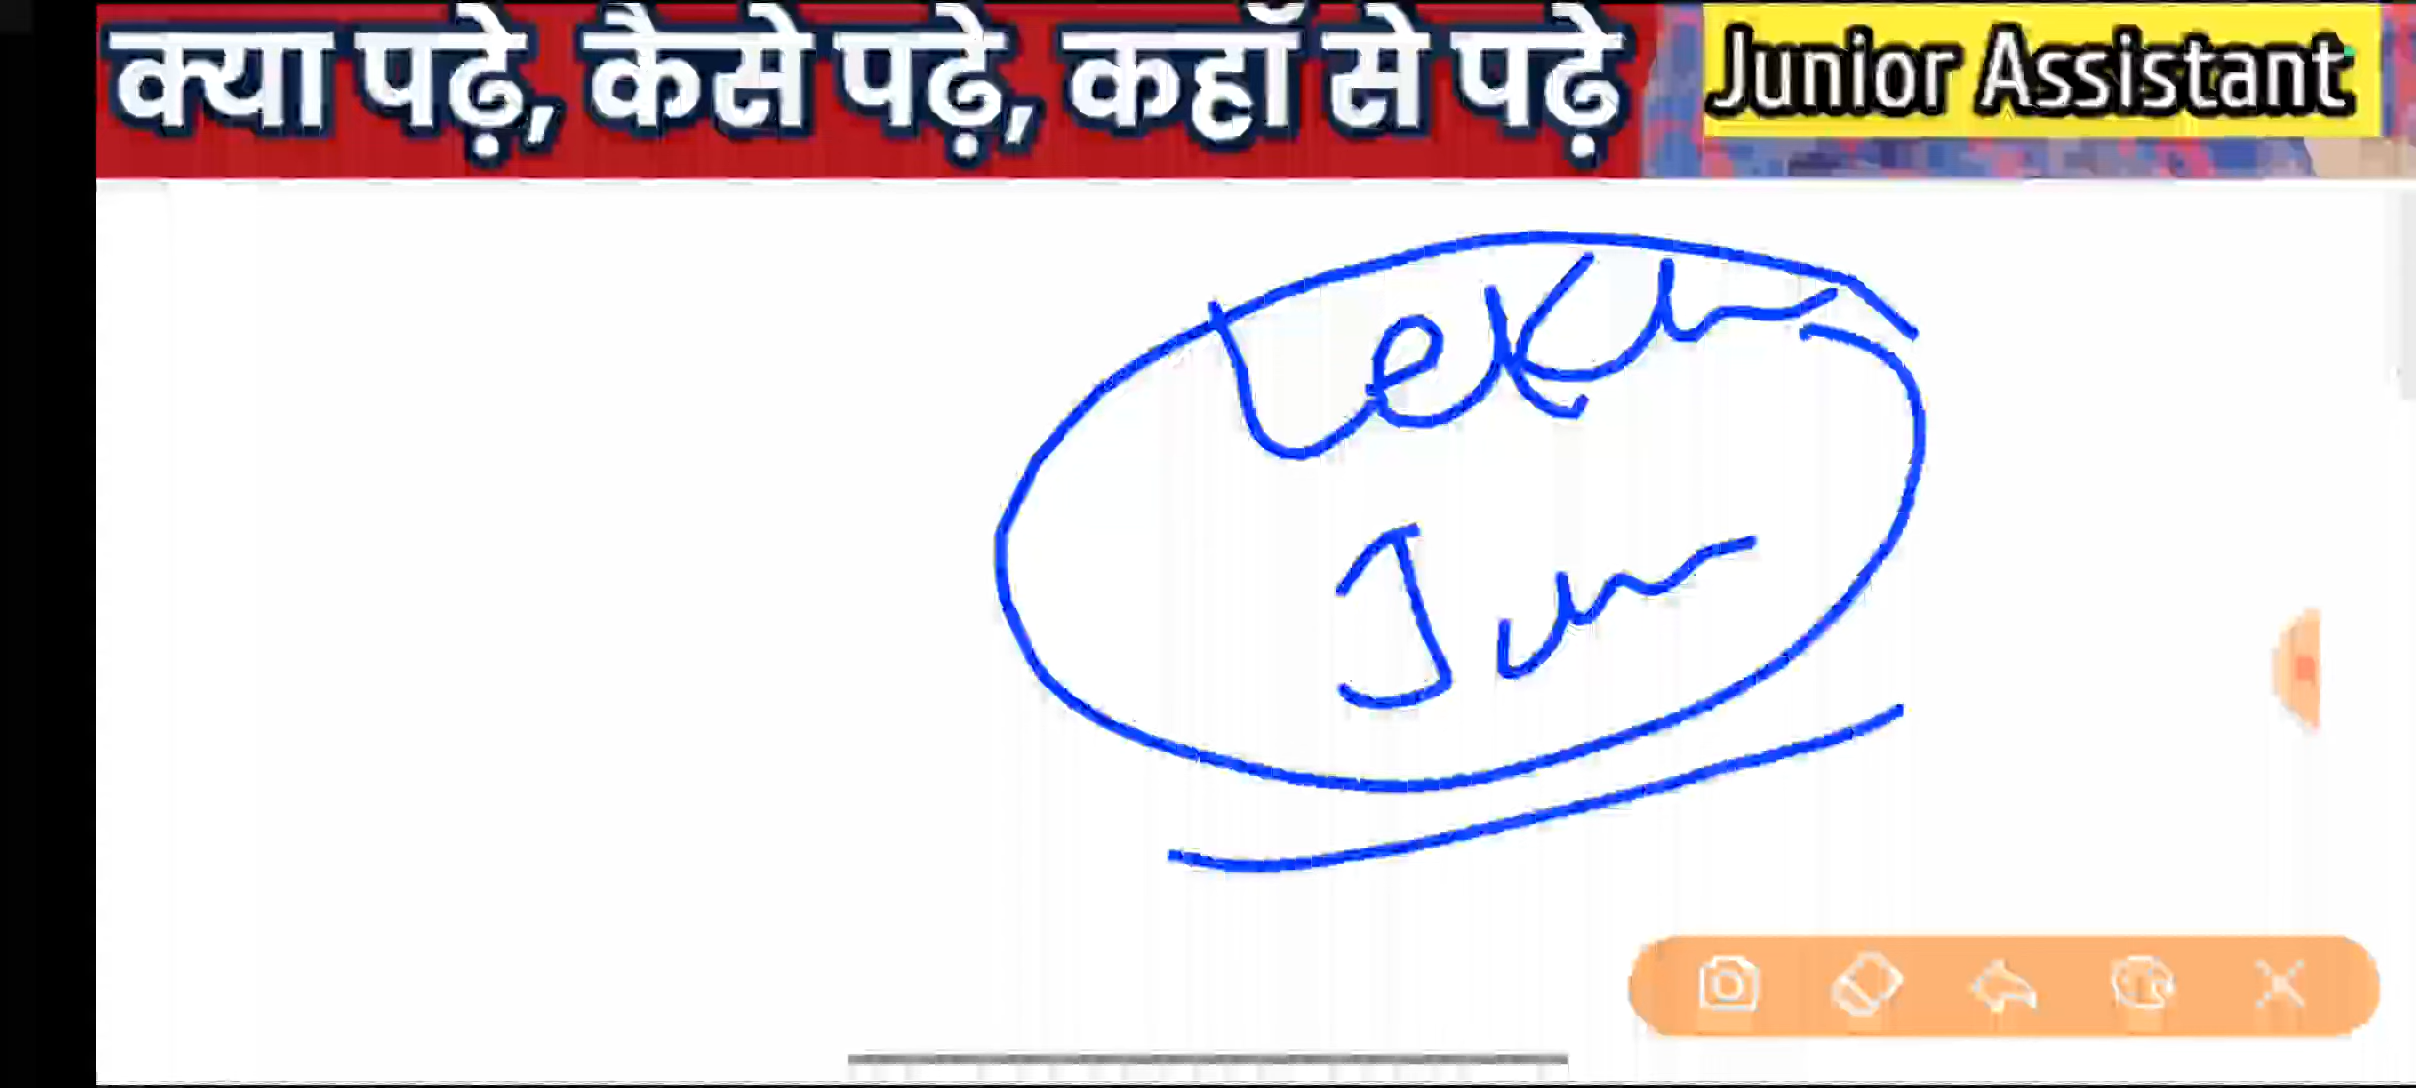 क्या पढ़े, कैसे पढ़े, कहाँ से पढ़े
Junior Assistant
Lekh
Jun